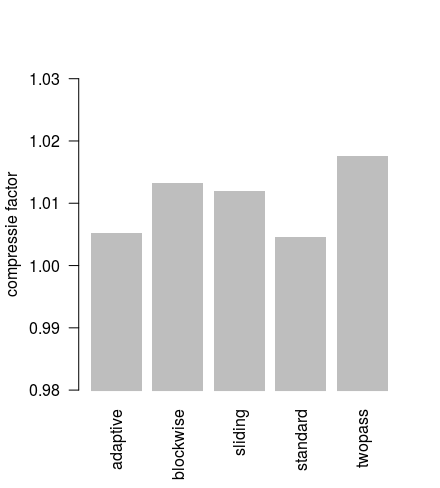 1.03
1.02
1.01
1.00
0.99
0.98
compressie factor
adaptive
blockwise
sliding
standard
twopass